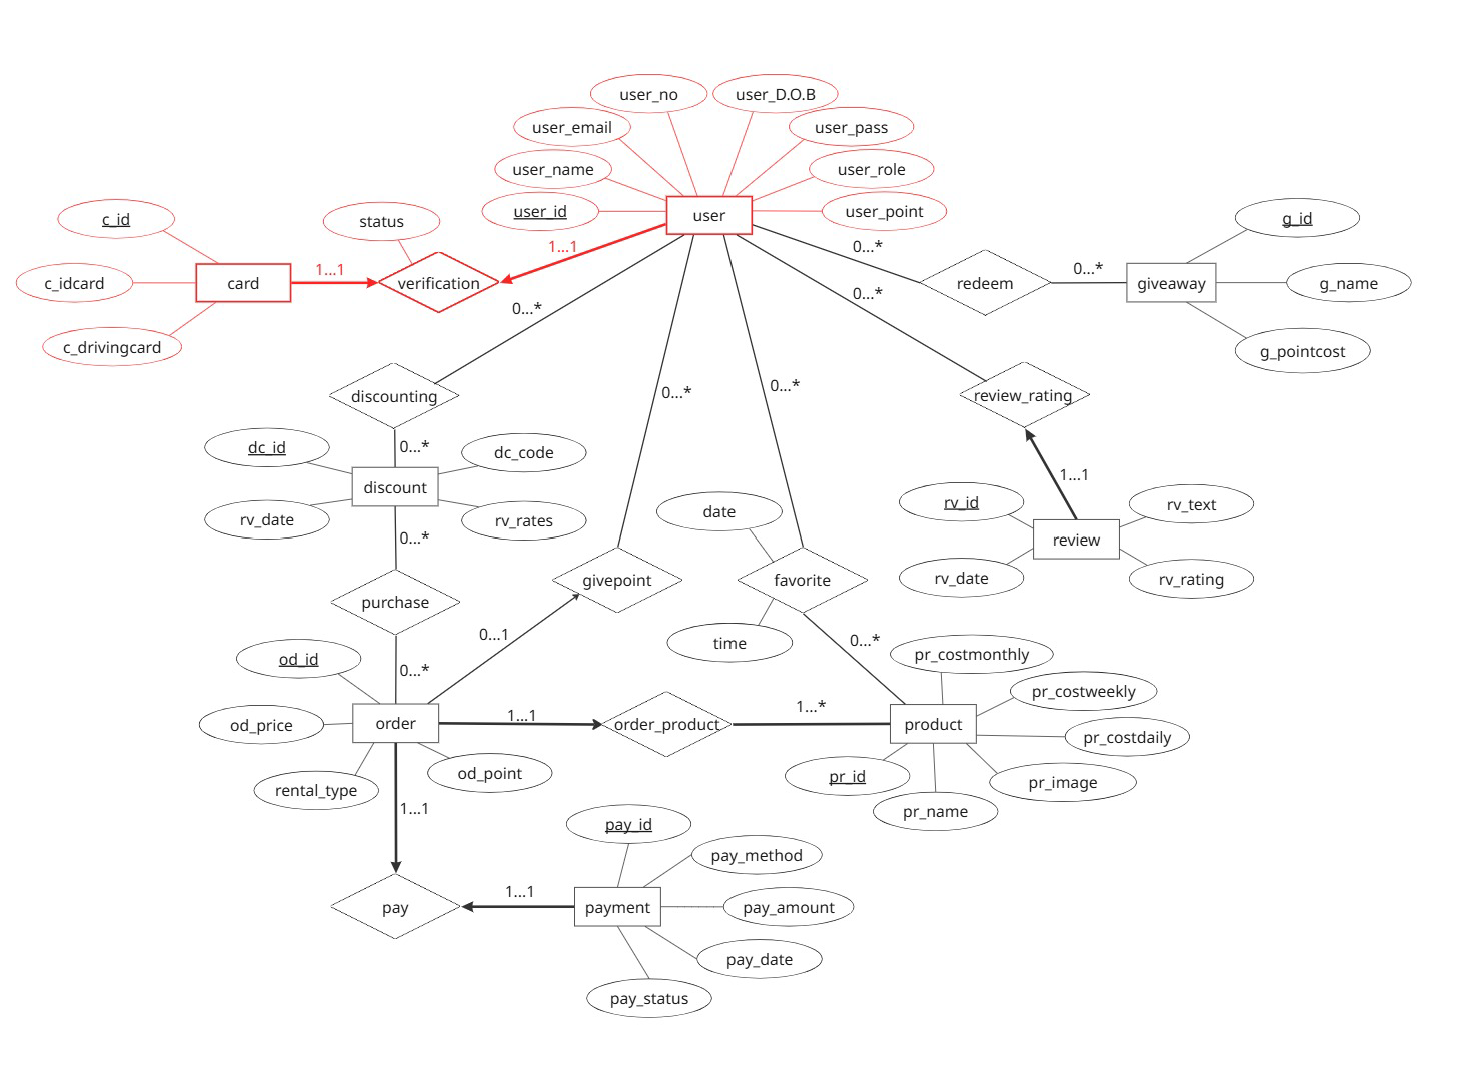 user_no
user_D.O.B
user_email
user_pass
user_name
user_role
user_id
user
user_point
c_id
status
g_id
1...1
0...*
card
1...1
verification
redeem
0...*
giveaway
g_name
c_idcard
0...*
0...*
c_drivingcard
g_pointcost
discounting
0...*
0...*
review_rating
dc_id
0...*
dc_code
1...1
discount
rv_date
rv_rates
date
rv_id
rv_text
0...*
review
purchase
givepoint
favorite
rv_date
rv_rating
0...1
time
0...*
od_id
0...*
pr_costmonthly
pr_costweekly
od_price
order
1...1
order_product
1...*
product
pr_costdaily
rental_type
od_point
pr_id
pr_image
1...1
pr_name
pay_id
pay_method
pay
1...1
payment
pay_amount
pay_date
pay_status